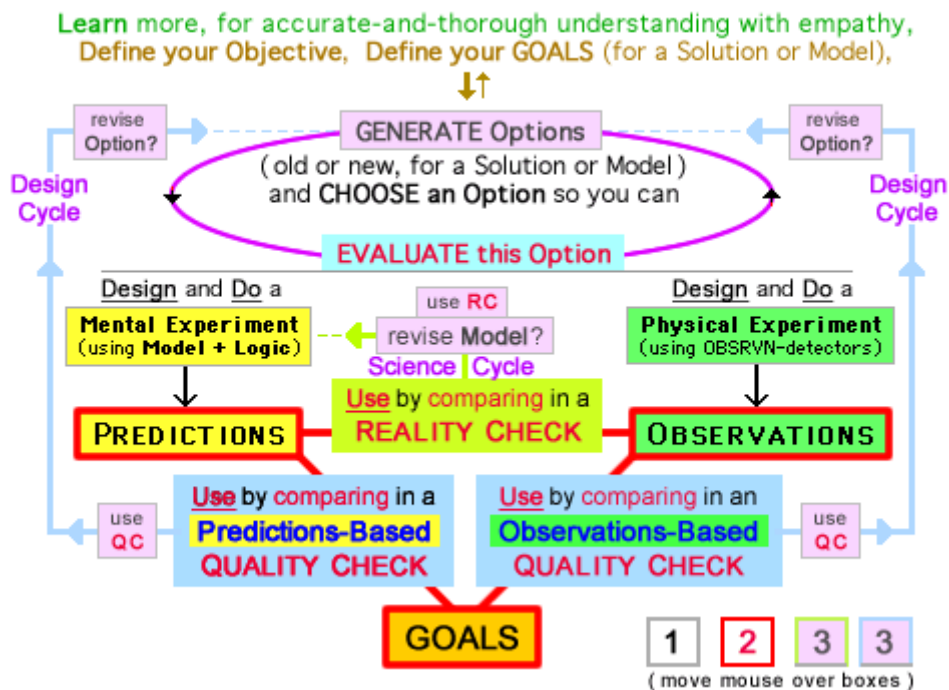 Learn more, for accurate-and-thorough understanding with empathy,
Define your Objective, Define your GOALS (for a Solution or Model),
revise
Option?
GENERATE Options
revise
Option?
(old or new, for a Solution or Model)
and CHOOSE an Option so you can
Design
Cycle
Design
Cycle
EVALUATE this Option
Design and Do a
Mental Experiment
(using Model + Logic)
use RC
revise Model?
Science Cycle
Design and Do a
Physical Experiment
(using OBSRVN-detectors)
Use by comparing in a
REALITY CHECK
PREDICTIONS
OBSERVATIONS
Use by comparing in a
Predictions-Based
QUALITY CHECK
Use by comparing in an
Observations-Based
QUALITY CHECK
use
QC
use
QC
GOALS
1 2 3 3
(move mouse over boxes)